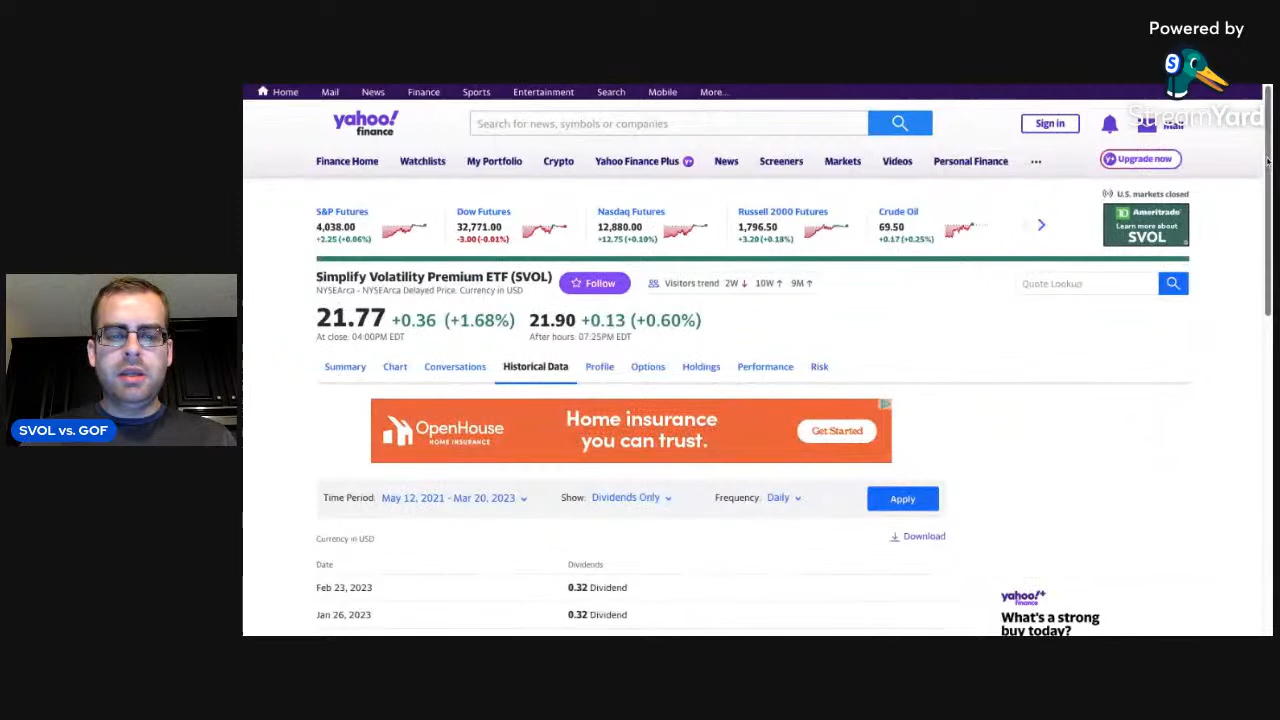 Powered by
S
StreamYard
Home Mail News Finance Sports Entertainment Search Mobile More...
yahoo!
finance
Search for news, symbols or companies
Sign in
Mail
Finance Home Watchlists My Portfolio Crypto Yahoo Finance Plus News Screeners Markets Videos Personal Finance ...
Upgrade now
U.S. markets closed
S&P Futures
4,038.00
+2.25 (+0.06%)
Dow Futures
32,771.00
-3.00 (-0.01%)
Nasdaq Futures
12,880.00
+12.75 (+0.10%)
Russell 2000 Futures
1,796.50
+3.20 (+0.18%)
Crude Oil
69.50
+0.17 (+0.25%)
TD Ameritrade
Learn more about
SVOL
Simplify Volatility Premium ETF (SVOL)
NYSEArca - NYSEArca Delayed Price. Currency in USD
Follow
Visitors trend 2W ↓ 10W ↑ 9M ↑
Quote Lookup
21.77 +0.36 (+1.68%)
At close: 04:00PM EDT
21.90 +0.13 (+0.60%)
After hours: 07:25PM EDT
Summary Chart Conversations Historical Data Profile Options Holdings Performance Risk
OpenHouse
HOME INSURANCE
Home insurance
you can trust.
Get Started
SVOL vs. GOF
Time Period: May 12, 2021 - Mar 20, 2023
Show: Dividends Only
Frequency: Daily
Apply
Currency in USD
Download
Date Dividends
Feb 23, 2023 0.32 Dividend
Jan 26, 2023 0.32 Dividend
yahoo!+
finance
What's a strong
buy today?